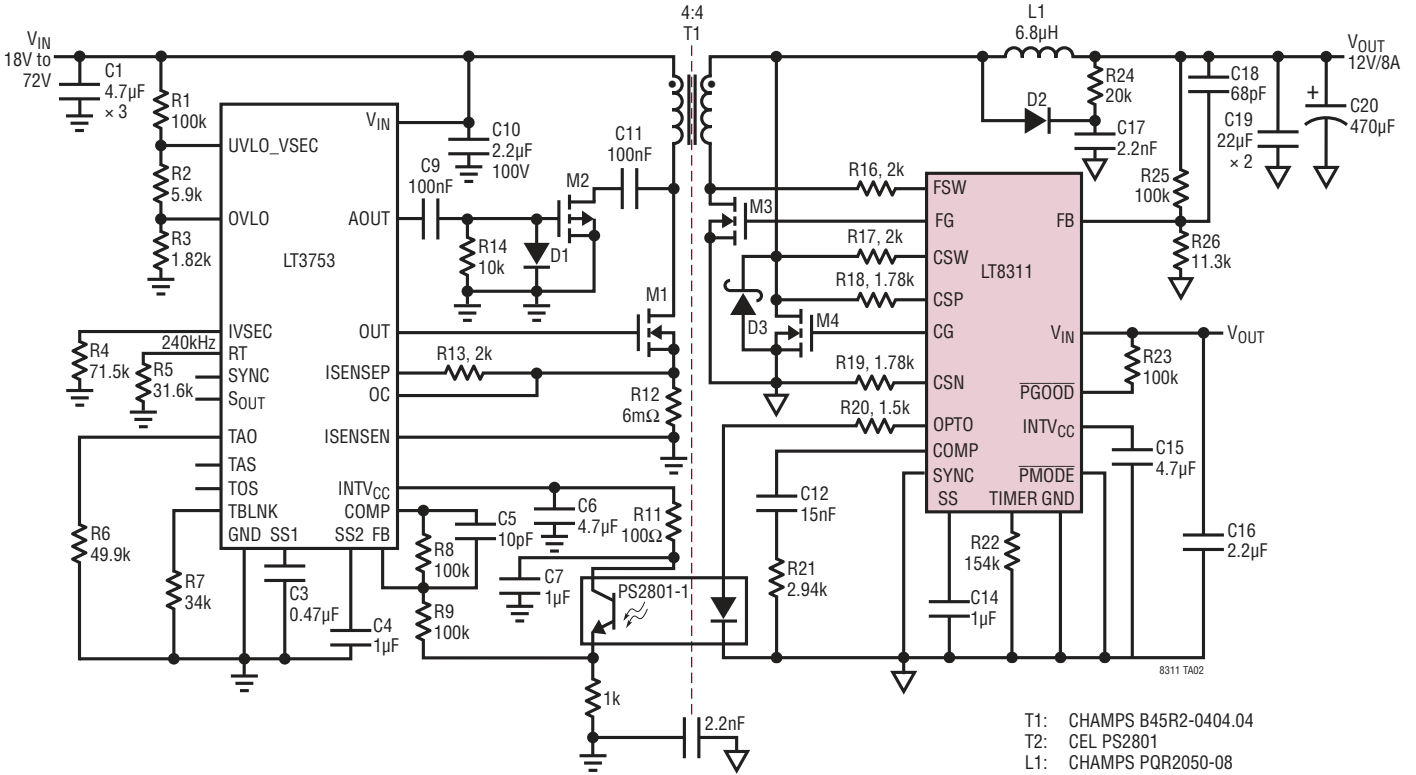 4:4
T1
L1
6.8µH
VIN
18V to
72V
VOUT
12V/8A
C1
4.7µF
× 3
R1
100k
R2
5.9k
R3
1.82k
UVLO_VSEC
OVLO
LT3753
VIN
AOUT
C10
2.2µF
100V
C9
100nF
C11
100nF
M2
R14
10k
D1
M1
R24
20k
D2
C17
2.2nF
C18
68pF
C19
22µF
× 2
+
C20
470µF
R25
100k
R26
11.3k
R16, 2k
R17, 2k
R18, 1.78k
R19, 1.78k
R20, 1.5k
M3
M4
D3
FSW
FG
CSW
CSP
CG
CSN
OPTO
COMP
SYNC
SS
TIMER
GND
LT8311
FB
VIN
PGOOD
INTVCC
PMODE
VOUT
R23
100k
C15
4.7µF
C16
2.2µF
IVSEC
240kHz
RT
SYNC
SOUT
TAO
TAS
TOS
TBLNK
GND
SS1
SS2
FB
OUT
ISENSEP
OC
ISENSEN
INTVCC
COMP
R4
71.5k
R5
31.6k
R13, 2k
R12
6mΩ
R6
49.9k
R7
34k
C3
0.47µF
C4
1µF
R8
100k
C5
10pF
R9
100k
C6
4.7µF
R11
100Ω
C7
1µF
PS2801-1
C12
15nF
R21
2.94k
C14
1µF
R22
154k
1k
2.2nF
8311 TA02
T1: CHAMPS B45R2-0404.04
T2: CEL PS2801
L1: CHAMPS PQR2050-08